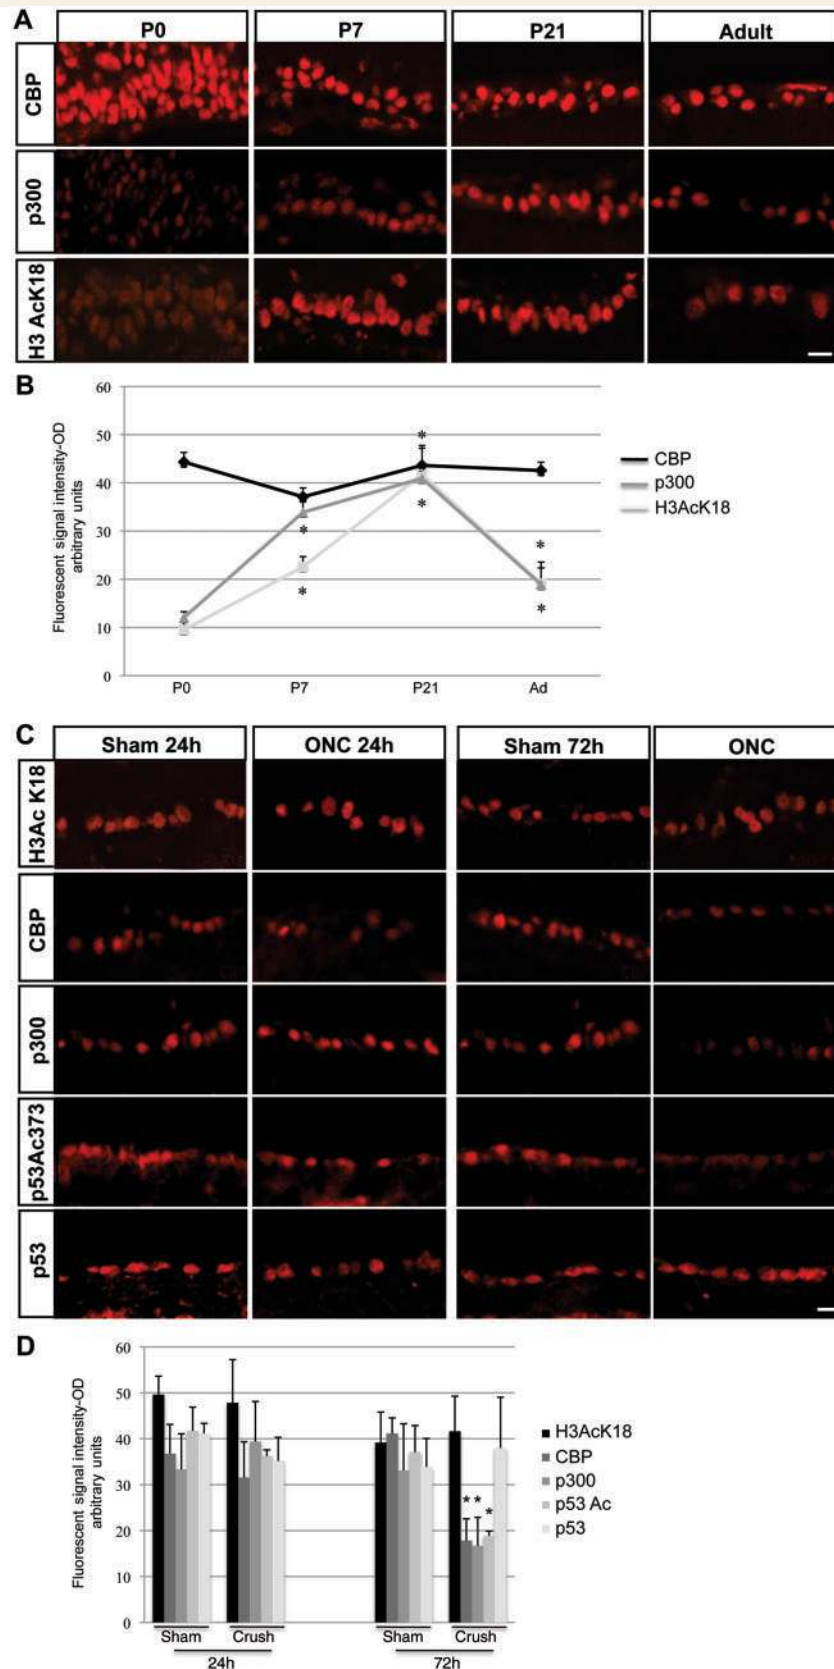 A
P0 P7 P21 Adult
CBP
p300
H3 AcK18
B
Fluorescent signal intensity-OD
arbitrary units
60
50
40
30
20
10
0
* * * * * *
P0 P7 P21 Ad
CBP
p300
H3AcK18
C
Sham 24h ONC 24h Sham 72h ONC
H3Ac K18
CBP
p300
p53Ac373
p53
D
Fluorescent signal intensity-OD
arbitrary units
60
50
40
30
20
10
0
* * *
Sham Crush Sham Crush
24h 72h
H3AcK18
CBP
p300
p53 Ac
p53